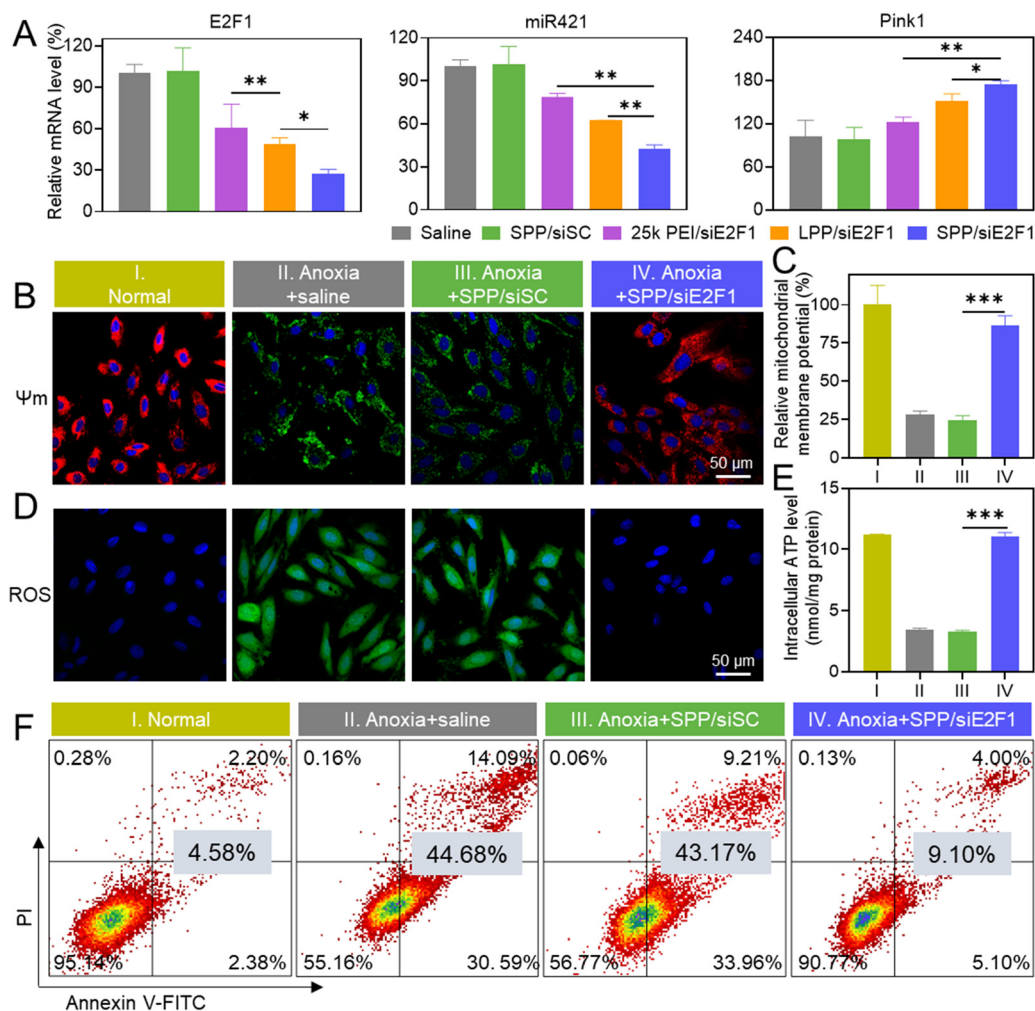 A
E2F1
miR421
Pink1
Relative mRNA level (%)
120
90
60
30
0
**
*
120
90
60
30
0
**
**
240
180
120
60
0
**
*
Saline
SPP/siSC
25k PEI/siE2F1
LPP/siE2F1
SPP/siE2F1
B
I.
Normal
II. Anoxia
+saline
III. Anoxia
+SPP/siSC
IV. Anoxia
+SPP/siE2F1
Ψm
50 μm
C
Relative mitochondrial
membrane potential (%)
100
75
50
25
0
***
I II III IV
D
ROS
50 μm
E
Intracellular ATP level
(nmol/mg protein)
15
10
5
0
***
I II III IV
F
I. Normal
II. Anoxia+saline
III. Anoxia+SPP/siSC
IV. Anoxia+SPP/siE2F1
0.28% 2.20%
4.58%
95.14% 2.38%
0.16% 14.09%
44.68%
55.16% 30.59%
0.06% 9.21%
43.17%
56.77% 33.96%
0.13% 4.00%
9.10%
90.77% 5.10%
PI
Annexin V-FITC